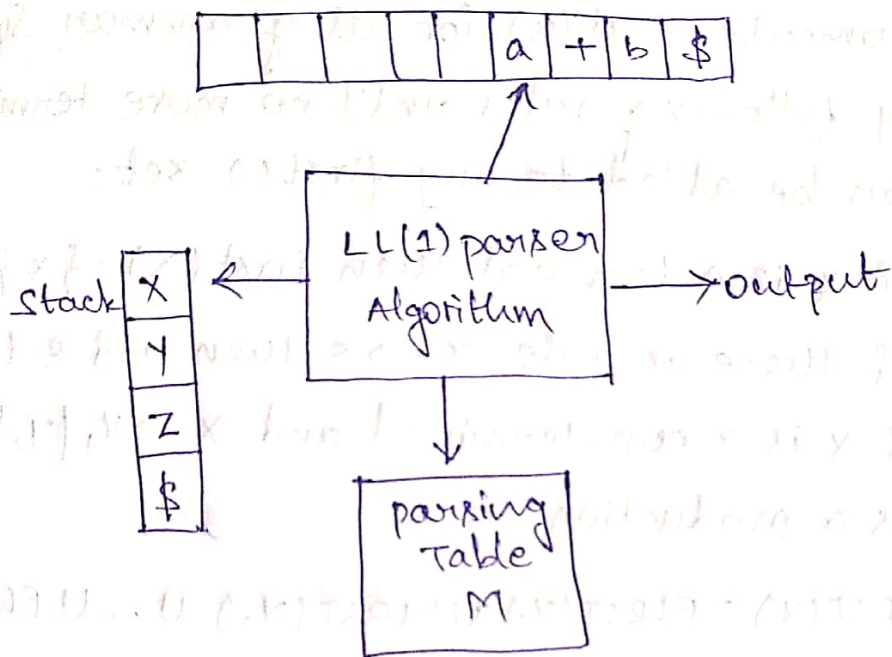 a + b $
LL(1) parser
Algorithm
Output
Stack
X
Y
Z
$
parsing
Table
M